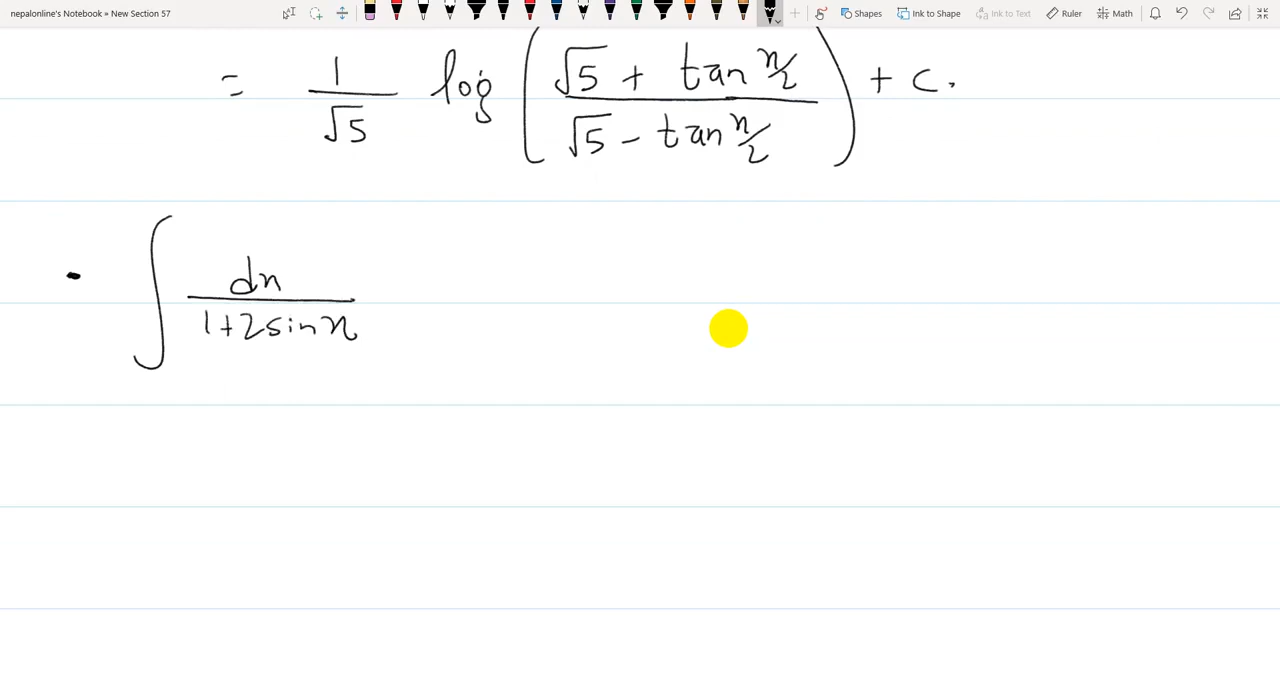 nepalonline's Notebook » New Section 57 Shapes Ink to Shape Ink to Text Ruler Math
= 1/√5 log (√5 + tan x/2 / √5 - tan x/2) + c.
- ∫ dx / 1+2sinx